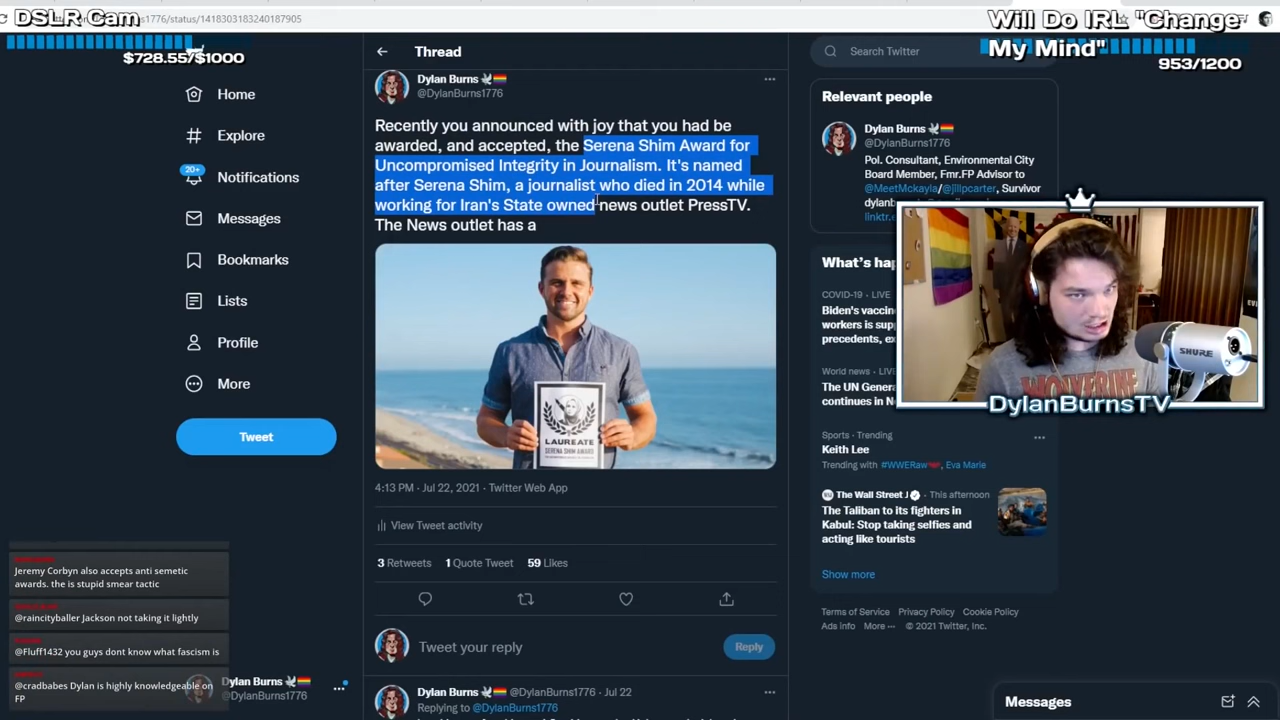 1776/status/1418303183240187905
DSLR Cam
$728.55/$1000
Will Do IRL "Change
My Mind"
953/1200
Home
Explore
20+
Notifications
Messages
Bookmarks
Lists
Profile
More
Tweet
Thread
Dylan Burns
@DylanBurns1776
Recently you announced with joy that you had be
awarded, and accepted, the Serena Shim Award for
Uncompromised Integrity in Journalism. It's named
after Serena Shim, a journalist who died in 2014 while
working for Iran's State owned news outlet PressTV.
The News outlet has a
LAUREATE
SERENA SHIM AWARD
4:13 PM · Jul 22, 2021 · Twitter Web App
View Tweet activity
3 Retweets 1 Quote Tweet 59 Likes
Tweet your reply
Reply
Dylan Burns @DylanBurns1776 · Jul 22
Replying to @DylanBurns1776
Search Twitter
Relevant people
Dylan Burns
@DylanBurns1776
Pol. Consultant, Environmental City
Board Member, Fmr.FP Advisor to
@MeetMckayla/@jillpcarter, Survivor
dylanb
linktr.e
What's ha
COVID-19 · LIVE
Biden's vaccin
workers is sup
precedents, ex
World news · LIVE
The UN Genera
continues in N
WOLVERINE
SHURE
DylanBurnsTV
Sports · Trending
Keith Lee
Trending with #WWERaw, Eva Marie
The Wall Street J · This afternoon
The Taliban to its fighters in
Kabul: Stop taking selfies and
acting like tourists
Show more
Terms of Service Privacy Policy Cookie Policy
Ads info More © 2021 Twitter, Inc.
Messages
Jeremy Corbyn also accepts anti semetic
awards. the is stupid smear tactic
@raincityballer Jackson not taking it lightly
@Fluff1432 you guys dont know what fascism is
@cradbabes Dylan is highly knowledgeable on
FP
Dylan Burns
@DylanBurns1776